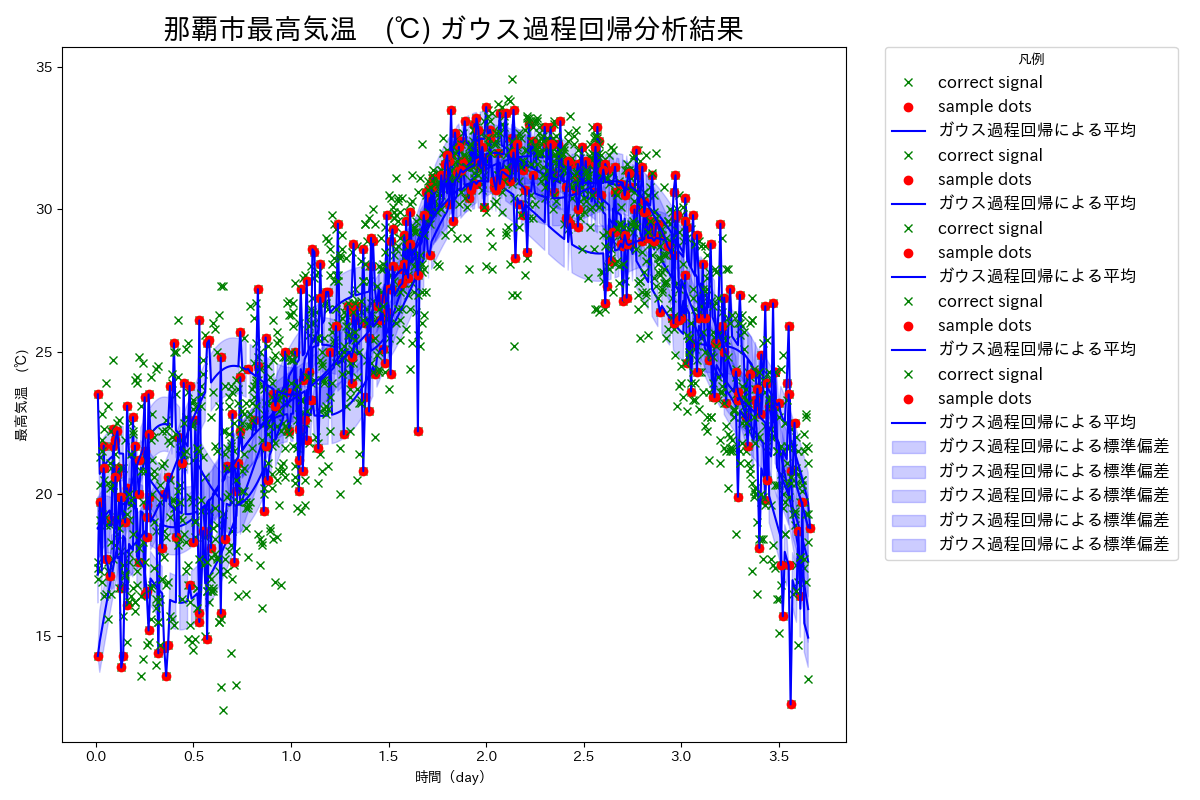 那覇市最高気温　(℃) ガウス過程回帰分析結果
最高気温　(℃)
35
30
25
20
15
0.0
0.5
1.0
1.5
2.0
2.5
3.0
3.5
時間（day）
凡例
correct signal
sample dots
ガウス過程回帰による平均
correct signal
sample dots
ガウス過程回帰による平均
correct signal
sample dots
ガウス過程回帰による平均
correct signal
sample dots
ガウス過程回帰による平均
correct signal
sample dots
ガウス過程回帰による平均
ガウス過程回帰による標準偏差
ガウス過程回帰による標準偏差
ガウス過程回帰による標準偏差
ガウス過程回帰による標準偏差
ガウス過程回帰による標準偏差